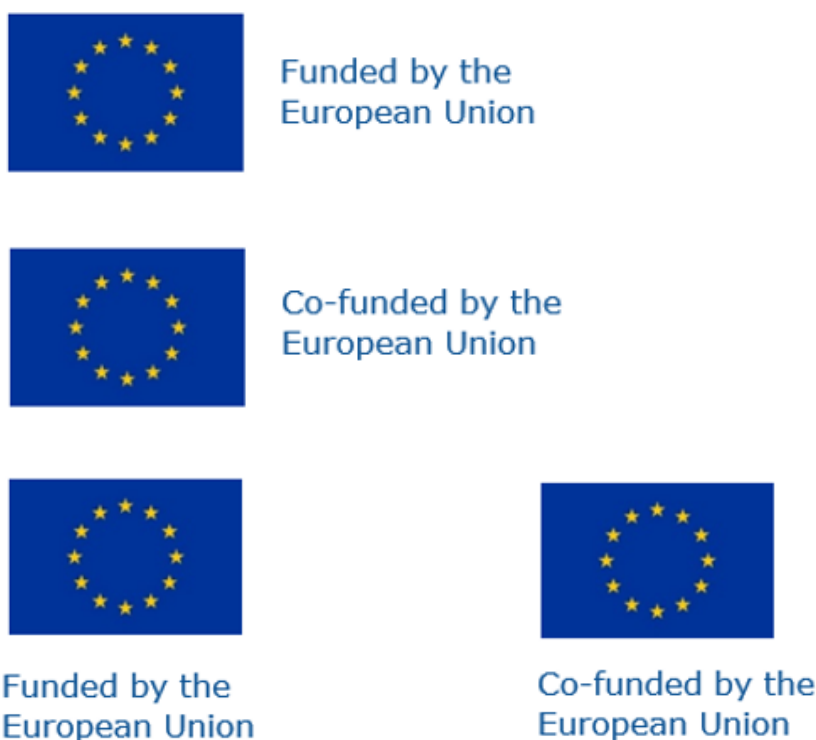 Funded by the
European Union
Co-funded by the
European Union
Funded by the
European Union
Co-funded by the
European Union